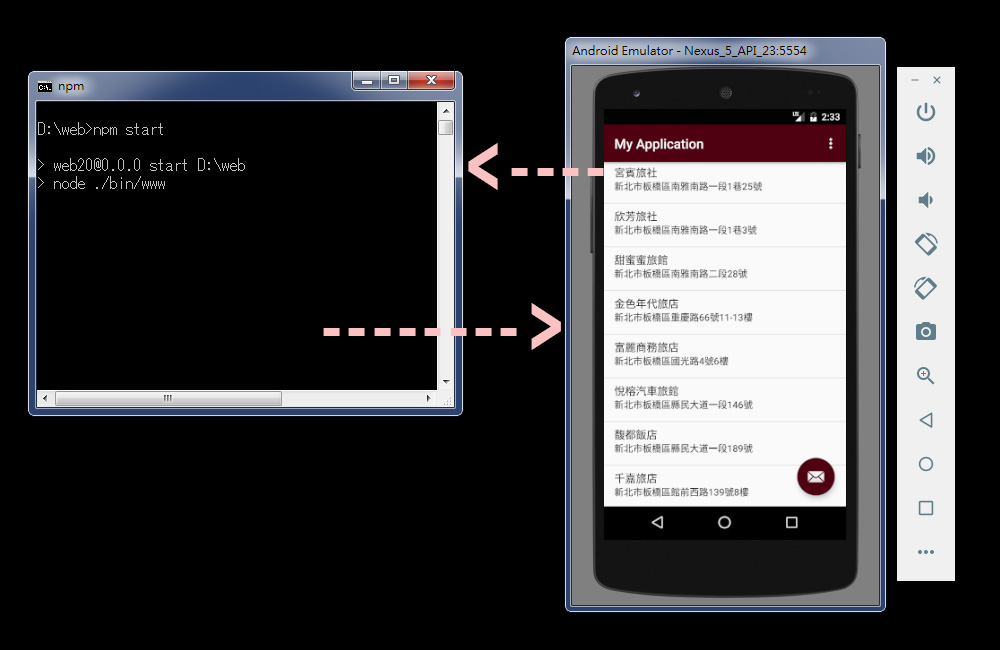 npm
D:\web>npm start
> web20@0.0.0 start D:\web
> node ./bin/www
Android Emulator - Nexus_5_API_23:5554
2:33
My Application
宮賓旅社
新北市板橋區南雅南路一段1巷25號
欣芳旅社
新北市板橋區南雅南路一段1巷3號
甜蜜蜜旅館
新北市板橋區南雅南路二段28號
金色年代旅店
新北市板橋區重慶路66號11-13樓
富麗商務旅店
新北市板橋區國光路4號6樓
悅榕汽車旅館
新北市板橋區縣民大道一段146號
馥都飯店
新北市板橋區縣民大道一段189號
千嘉旅店
新北市板橋區館前西路139號8樓